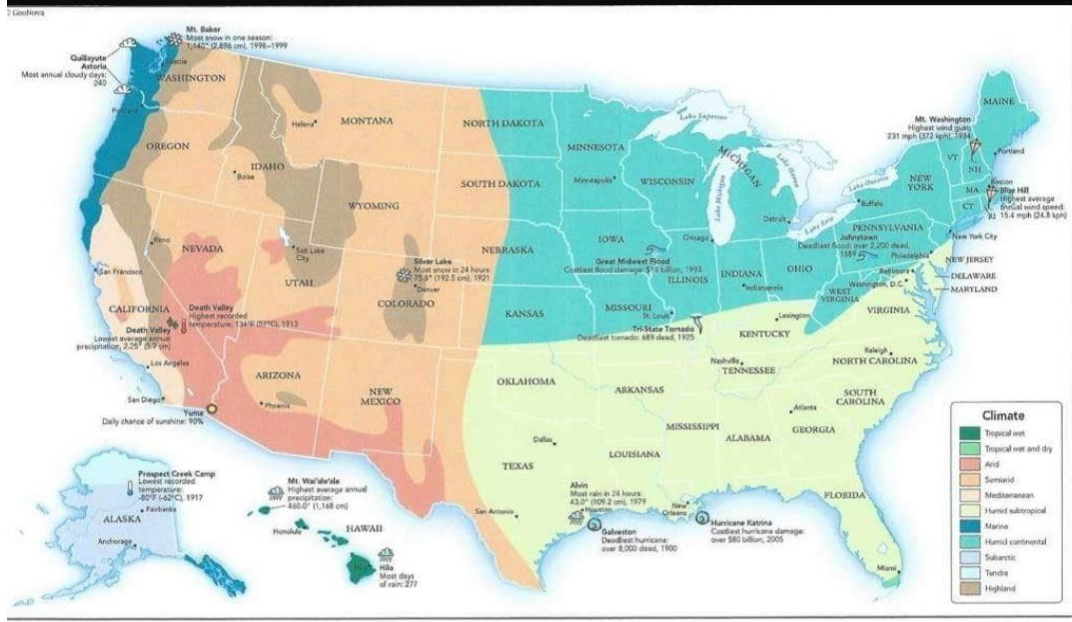 © GeoNova
Mt. Baker
Most snow in one season:
1,140" (2,896 cm), 1998–1999
Quillayute
Astoria
Most annual cloudy days:
240
Seattle
WASHINGTON
Portland
OREGON
IDAHO
Boise
Helena
MONTANA
NORTH DAKOTA
MINNESOTA
Minneapolis
Lake Superior
MICHIGAN
Lake Michigan
Lake Huron
WISCONSIN
SOUTH DAKOTA
WYOMING
Mt. Washington
Highest wind gust:
231 mph (372 kph), 1934
MAINE
Portland
VT
NH
Boston
MA
CT
RI
Blue Hill
Highest average
annual wind speed:
15.4 mph (24.8 kph)
NEW
YORK
Lake Ontario
Buffalo
Lake Erie
Detroit
New York City
PENNSYLVANIA
Johnstown
Deadliest flood: over 2,200 dead,
1889
Philadelphia
NEW JERSEY
Baltimore
DELAWARE
Washington, D.C.
MARYLAND
Reno
NEVADA
Salt Lake
City
UTAH
San Francisco
CALIFORNIA
Silver Lake
Most snow in 24 hours:
75.8" (192.5 cm), 1921
Denver
COLORADO
NEBRASKA
IOWA
Chicago
Great Midwest Flood
Costliest flood damage: $18 billion, 1993
ILLINOIS
INDIANA
Indianapolis
OHIO
WEST
VIRGINIA
VIRGINIA
Death Valley
Highest recorded
temperature: 134°F (57°C), 1913
Death Valley
Lowest average annual
precipitation, 2.25" (5.7 cm)
Los Angeles
San Diego
Yuma
Daily chance of sunshine: 90%
ARIZONA
Phoenix
NEW
MEXICO
KANSAS
MISSOURI
St. Louis
Tri-State Tornado
Deadliest tornado: 689 dead, 1925
Lexington
KENTUCKY
Nashville
TENNESSEE
Raleigh
NORTH CAROLINA
SOUTH
CAROLINA
OKLAHOMA
ARKANSAS
Atlanta
GEORGIA
MISSISSIPPI
ALABAMA
Dallas
LOUISIANA
TEXAS
San Antonio
Alvin
Most rain in 24 hours:
43.0" (109.2 cm), 1979
Houston
New
Orleans
Galveston
Deadliest hurricane:
over 8,000 dead, 1900
Hurricane Katrina
Costliest hurricane damage:
over $80 billion, 2005
FLORIDA
Miami
Prospect Creek Camp
Lowest recorded
temperature:
-80°F (-62°C), 1917
Fairbanks
ALASKA
Anchorage
Mt. Wai'ale'ale
Highest average annual
precipitation:
460.0" (1,168 cm)
Honolulu
HAWAII
Hilo
Hilo
Most days
of rain: 277
Climate
Tropical wet
Tropical wet and dry
Arid
Semiarid
Mediterranean
Humid subtropical
Marine
Humid continental
Subarctic
Tundra
Highland